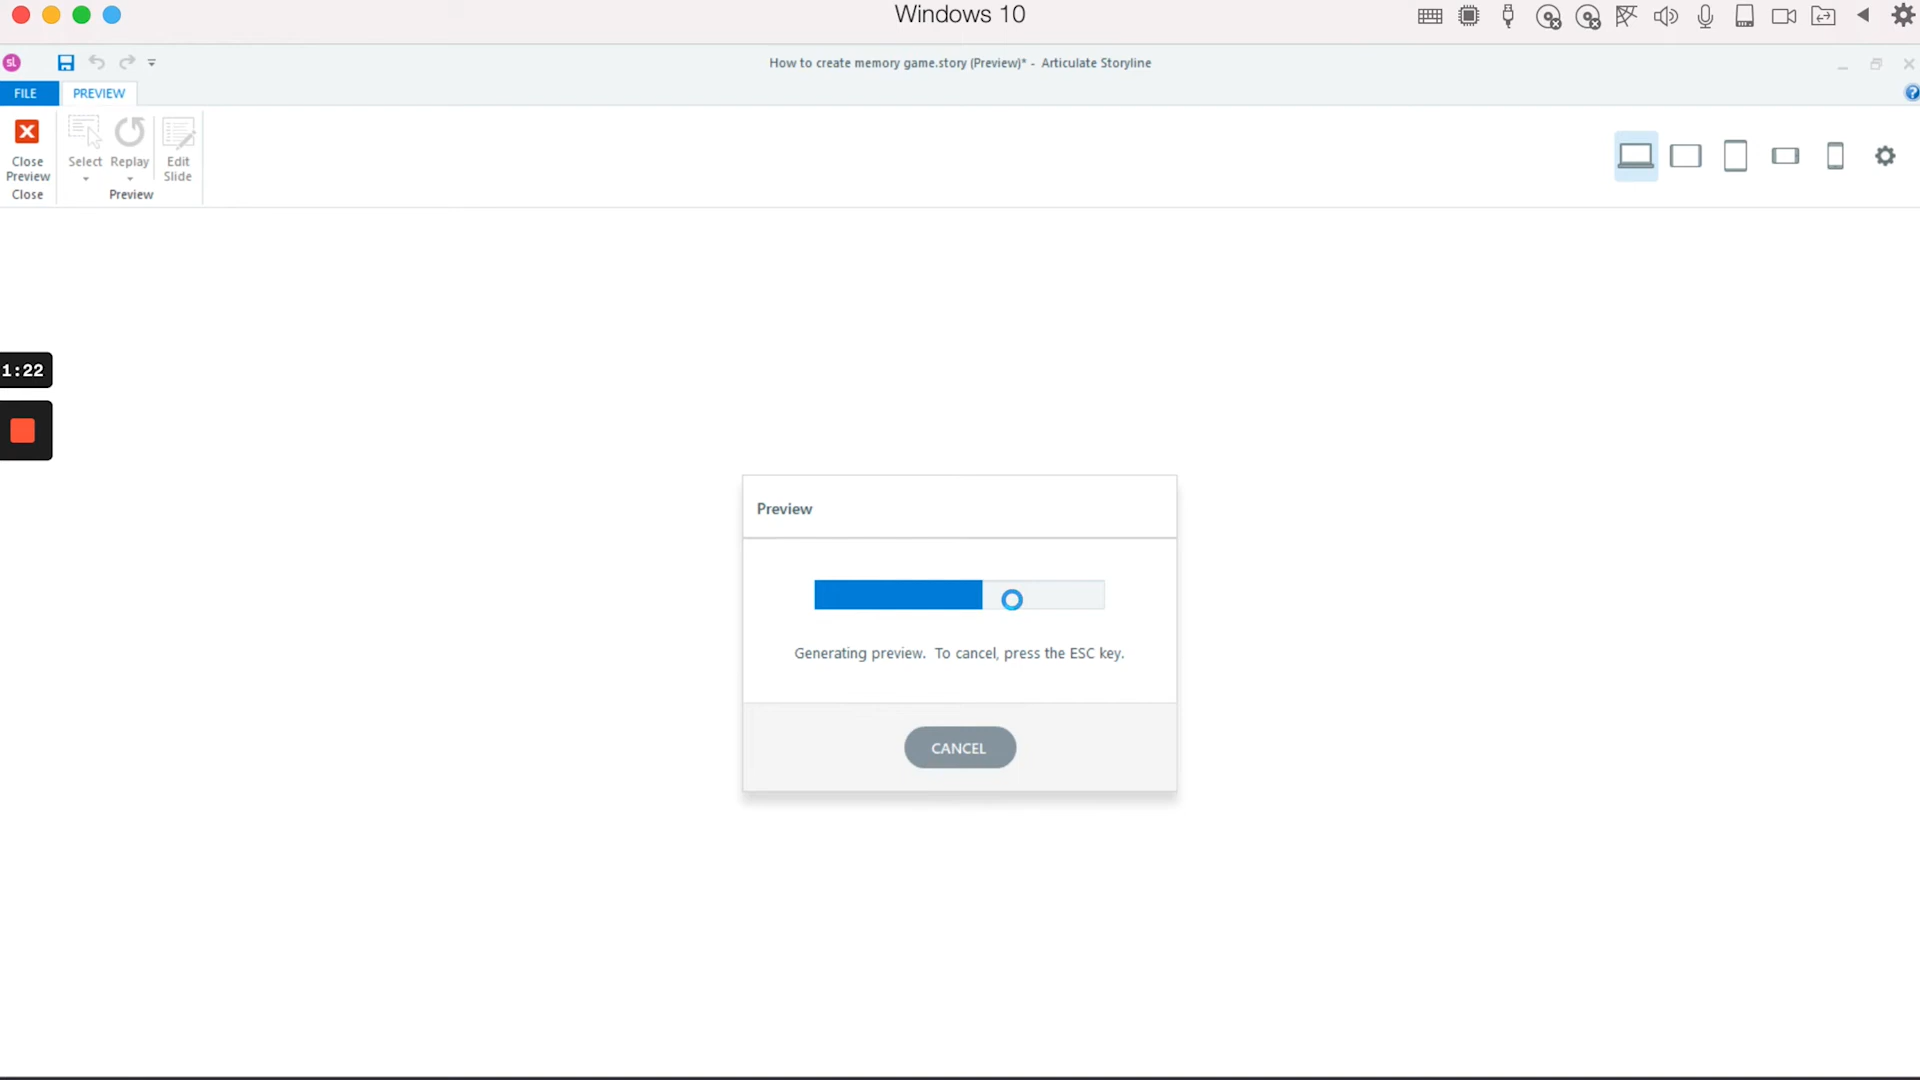 Windows 10
sl
How to create memory game.story (Preview)* - Articulate Storyline
FILE
PREVIEW
?
Close Preview
Select
Replay
Edit Slide
Close
Preview
1:22
Preview
Generating preview. To cancel, press the ESC key.
CANCEL